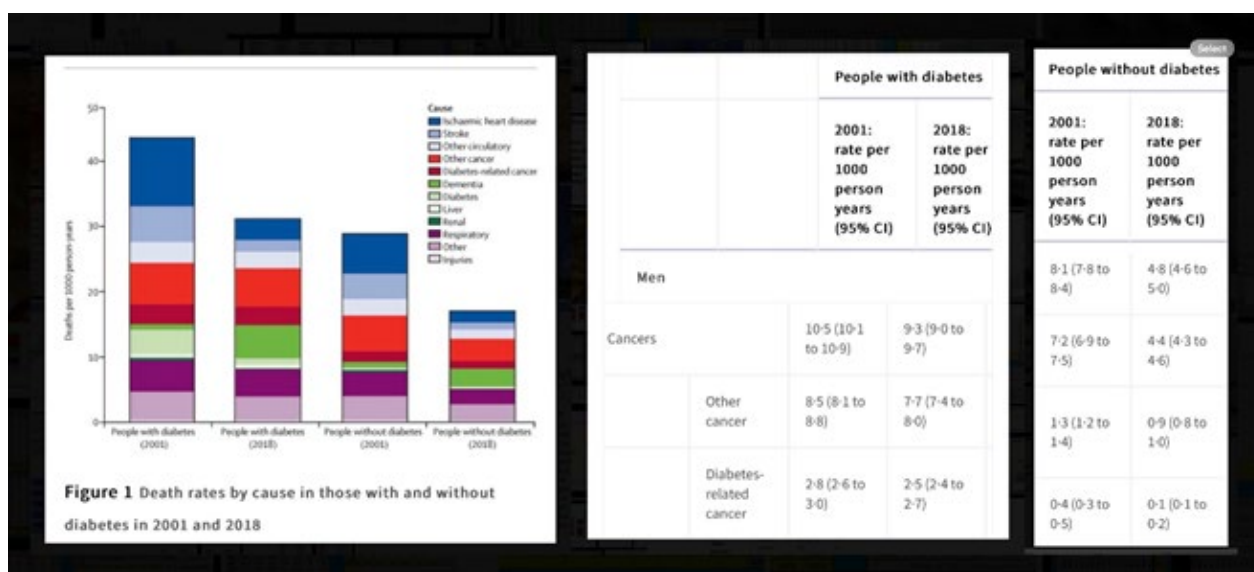 50
40
30
20
10
0
Deaths per 1000 person-years
Cause
Ischaemic heart disease
Stroke
Other circulatory
Other cancer
Diabetes-related cancer
Dementia
Diabetes
Liver
Renal
Respiratory
Other
Injuries
People with diabetes
(2001)
People with diabetes
(2018)
People without diabetes
(2001)
People without diabetes
(2018)
Figure 1 Death rates by cause in those with and without
diabetes in 2001 and 2018
People with diabetes
2001:
rate per
1000
person
years
(95% CI)
2018:
rate per
1000
person
years
(95% CI)
Men
Cancers
10·5 (10·1
to 10·9)
9·3 (9·0 to
9·7)
Other
cancer
8·5 (8·1 to
8·8)
7·7 (7·4 to
8·0)
Diabetes-
related
cancer
2·8 (2·6 to
3·0)
2·5 (2·4 to
2·7)
Select
People without diabetes
2001:
rate per
1000
person
years
(95% CI)
2018:
rate per
1000
person
years
(95% CI)
8·1 (7·8 to
8·4)
4·8 (4·6 to
5·0)
7·2 (6·9 to
7·5)
4·4 (4·3 to
4·6)
1·3 (1·2 to
1·4)
0·9 (0·8 to
1·0)
0·4 (0·3 to
0·5)
0·1 (0·1 to
0·2)